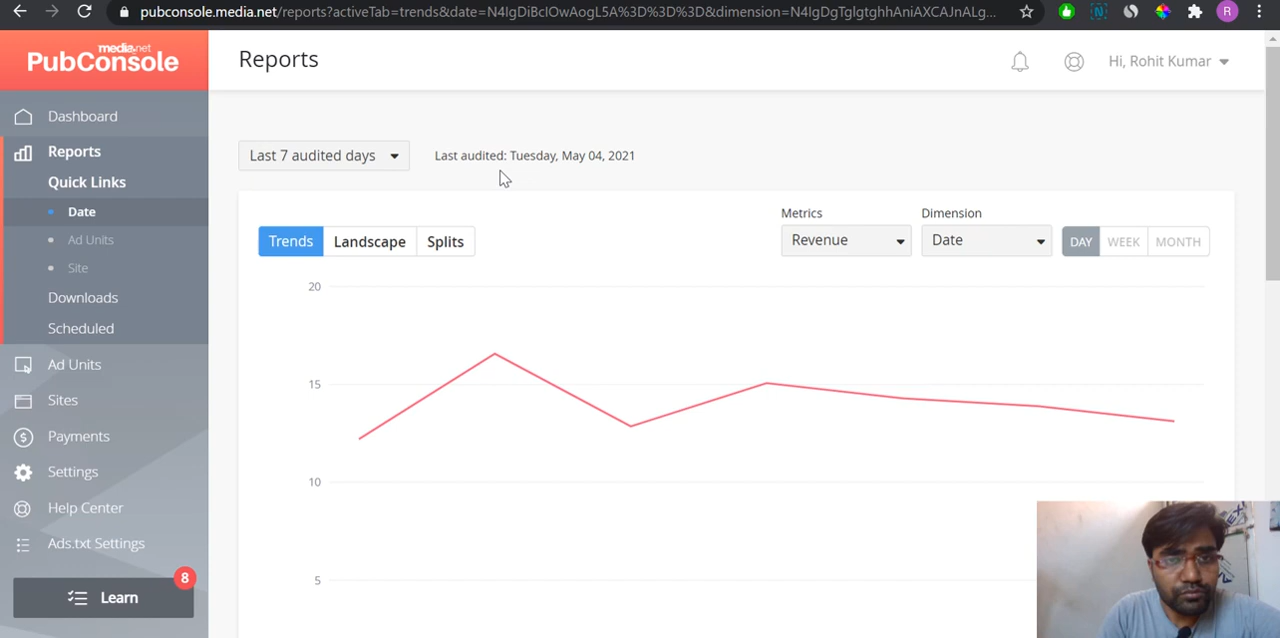 pubconsole.media.net/reports?activeTab=trends&date=N4IgDiBcIOwAogL5A%3D%3D%3D&dimension=N4IgDgTglgtghhAniAXCAJnALg...
R
media.net
PubConsole
Reports
Hi, Rohit Kumar
Dashboard
Reports
Quick Links
Date
Ad Units
Site
Downloads
Scheduled
Ad Units
Sites
Payments
Settings
Help Center
Ads.txt Settings
8
Learn
Last 7 audited days
Last audited: Tuesday, May 04, 2021
Trends Landscape Splits
Metrics
Revenue
Dimension
Date
DAY WEEK MONTH
20
15
10
5